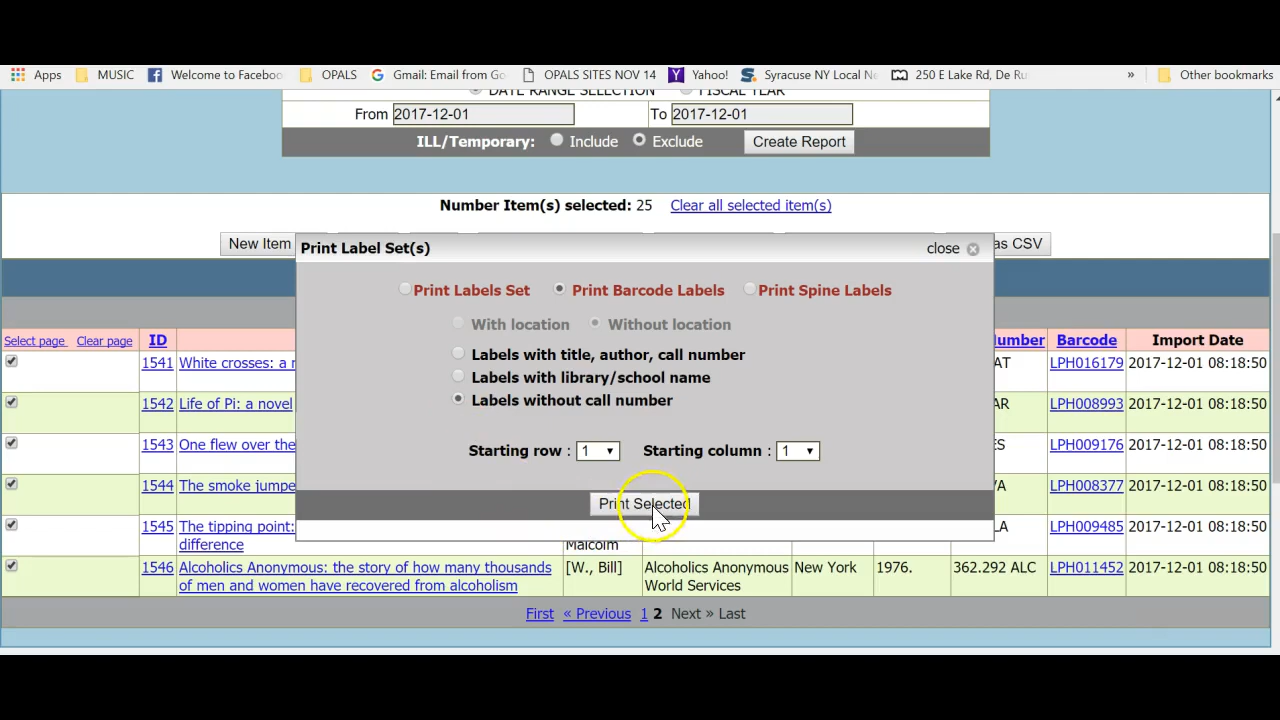 Apps MUSIC Welcome to Faceboo OPALS Gmail: Email from Go OPALS SITES NOV 14 Yahoo! Syracuse NY Local Ne 250 E Lake Rd, De Ru » Other bookmarks
DATE RANGE SELECTION FISCAL YEAR
From 2017-12-01 To 2017-12-01
ILL/Temporary: Include Exclude Create Report
Number Item(s) selected: 25 Clear all selected item(s)
New Item as CSV
Print Label Set(s) close
Print Labels Set Print Barcode Labels Print Spine Labels
With location Without location
Select page Clear page ID umber Barcode Import Date
Labels with title, author, call number
1541 White crosses: a n AT LPH016179 2017-12-01 08:18:50
Labels with library/school name
Labels without call number
1542 Life of Pi: a novel AR LPH008993 2017-12-01 08:18:50
1543 One flew over the ES LPH009176 2017-12-01 08:18:50
Starting row : 1 Starting column : 1
1544 The smoke jumpe VA LPH008377 2017-12-01 08:18:50
Print Selected
1545 The tipping point: LA LPH009485 2017-12-01 08:18:50
difference Malcolm
1546 Alcoholics Anonymous: the story of how many thousands [W., Bill] Alcoholics Anonymous New York 1976. 362.292 ALC LPH011452 2017-12-01 08:18:50
of men and women have recovered from alcoholism World Services
First « Previous 1 2 Next » Last